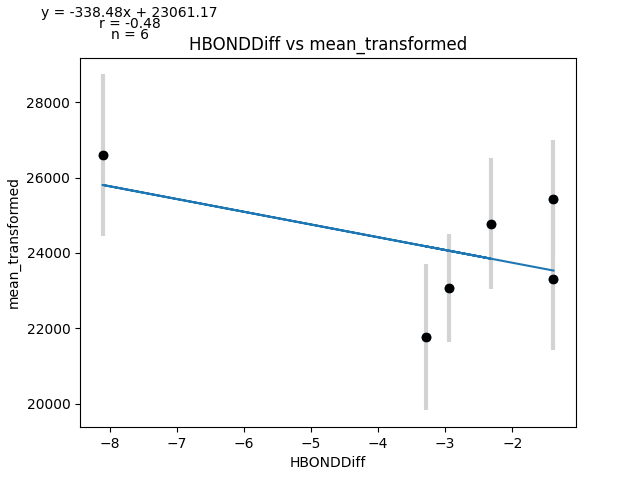 y = -338.48x + 23061.17
r = -0.48
n = 6
HBONDDiff vs mean_transformed
28000
26000
24000
22000
20000
mean_transformed
−8 −7 −6 −5 −4 −3 −2
HBONDDiff